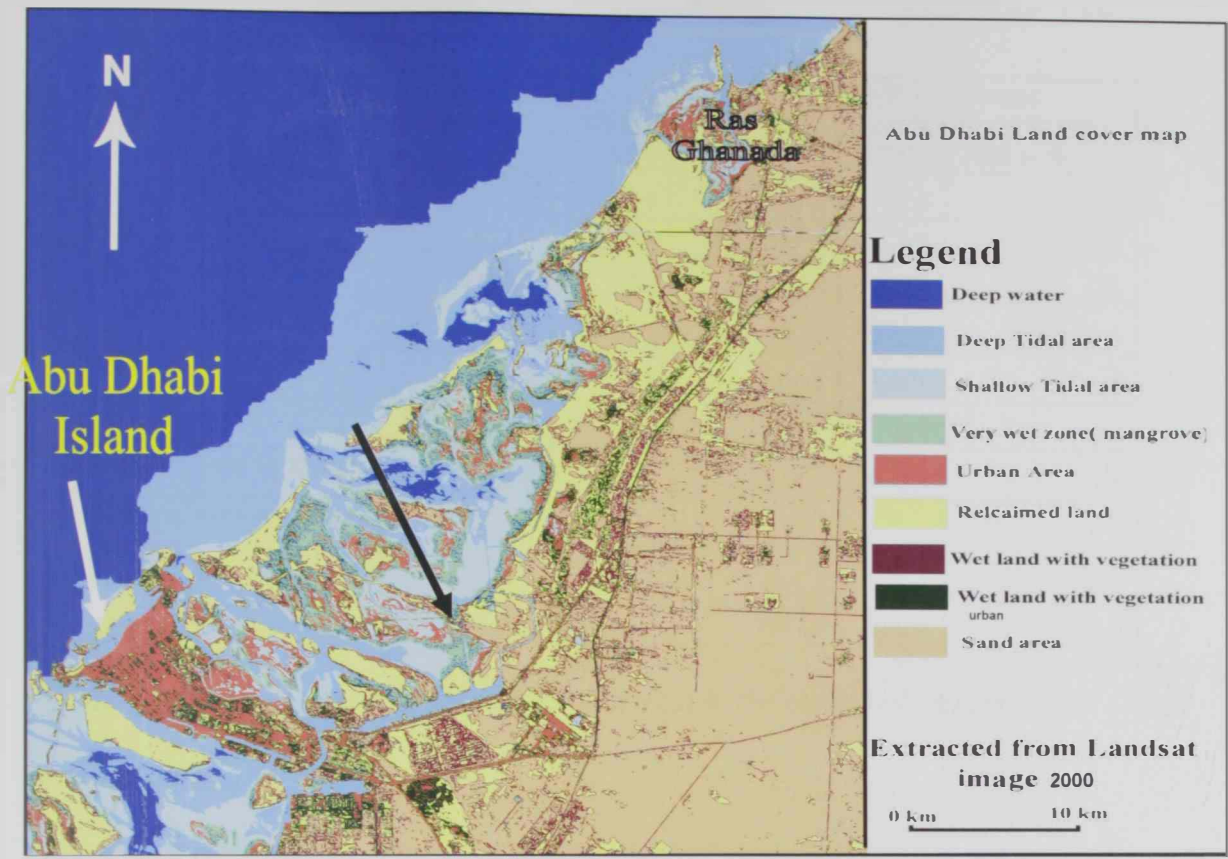 N
Ras
Ghanada
Abu Dhabi
Island
Abu Dhabi Land cover map
Legend
Deep water
Deep Tidal area
Shallow Tidal area
Very wet zone( mangrove)
Urban Area
Relcaimed land
Wet land with vegetation
Wet land with vegetation
urban
Sand area
Extracted from Landsat
image 2000
0 km 10 km